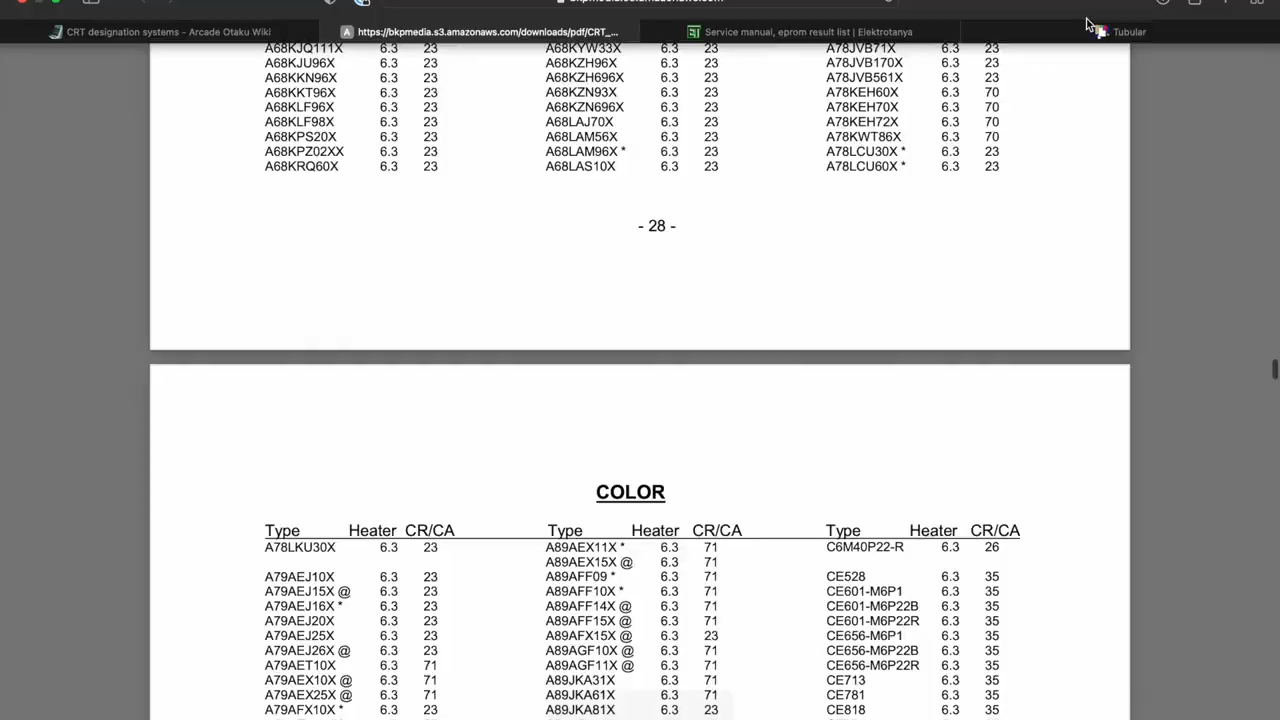 CRT designation systems - Arcade Otaku Wiki
https://bkpmedia.s3.amazonaws.com/downloads/pdf/CRT_...
Service manual, eprom result list | Elektrotanya
Tubular
A68KJQ111X 6.3 23 A68KYW33X 6.3 23 A78JVB71X 6.3 23
A68KJU96X 6.3 23 A68KZH96X 6.3 23 A78JVB170X 6.3 23
A68KKN96X 6.3 23 A68KZH696X 6.3 23 A78JVB561X 6.3 23
A68KKT96X 6.3 23 A68KZN93X 6.3 23 A78KEH60X 6.3 70
A68KLF96X 6.3 23 A68KZN696X 6.3 23 A78KEH70X 6.3 70
A68KLF98X 6.3 23 A68LAJ70X 6.3 23 A78KEH72X 6.3 70
A68KPS20X 6.3 23 A68LAM56X 6.3 23 A78KWT86X 6.3 70
A68KPZ02XX 6.3 23 A68LAM96X * 6.3 23 A78LCU30X * 6.3 23
A68KRQ60X 6.3 23 A68LAS10X 6.3 23 A78LCU60X * 6.3 23
- 28 -
COLOR
Type Heater CR/CA Type Heater CR/CA Type Heater CR/CA
A78LKU30X 6.3 23 A89AEX11X * 6.3 71 C6M40P22-R 6.3 26
A89AEX15X @ 6.3 71
A79AEJ10X 6.3 23 A89AFF09 * 6.3 71 CE528 6.3 35
A79AEJ15X @ 6.3 23 A89AFF10X * 6.3 71 CE601-M6P1 6.3 35
A79AEJ16X * 6.3 23 A89AFF14X @ 6.3 71 CE601-M6P22B 6.3 35
A79AEJ20X 6.3 23 A89AFF15X @ 6.3 71 CE601-M6P22R 6.3 35
A79AEJ25X 6.3 23 A89AFX15X @ 6.3 23 CE656-M6P1 6.3 35
A79AEJ26X @ 6.3 23 A89AGF10X @ 6.3 71 CE656-M6P22B 6.3 35
A79AET10X 6.3 71 A89AGF11X @ 6.3 71 CE656-M6P22R 6.3 35
A79AEX10X @ 6.3 71 A89JKA31X 6.3 71 CE713 6.3 35
A79AEX25X @ 6.3 71 A89JKA61X 6.3 71 CE781 6.3 35
A79AFX10X * 6.3 23 A89JKA81X 6.3 23 CE818 6.3 35